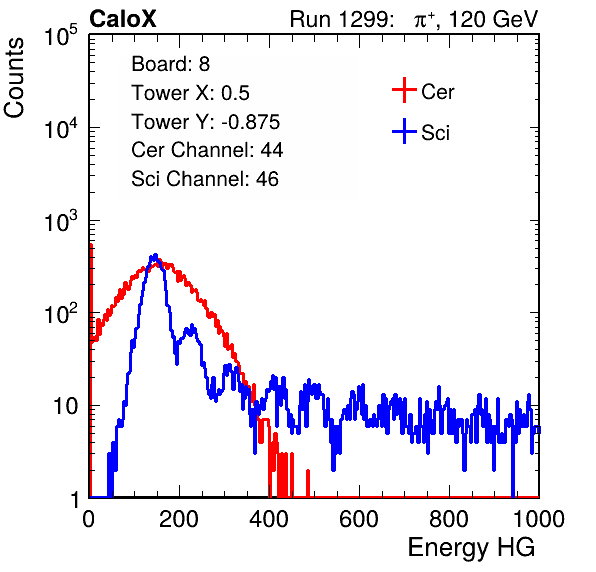 CaloX Run 1299: π⁺, 120 GeV
Counts
Board: 8
Tower X: 0.5
Tower Y: -0.875
Cer Channel: 44
Sci Channel: 46
Cer
Sci
10⁵
10⁴
10³
10²
10
1
0 200 400 600 800 1000
Energy HG